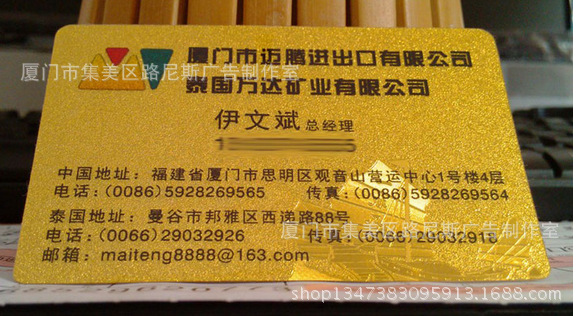 厦门市迈腾进出口有限公司
泰国万达矿业有限公司
厦门市集美区路尼斯广告制作室
伊文斌 总经理
中国地址：福建省厦门市思明区观音山营运中心1号楼4层
电话：(0086)5928269565 传真：(0086)5928269564
泰国地址：曼谷市邦雅区西递路88号
厦门市集美区路尼斯广告制作室
电话：(0066)29032926 传真：(0066)29032916
邮箱：maiteng8888@163.com
shop1347383095913.1688.com